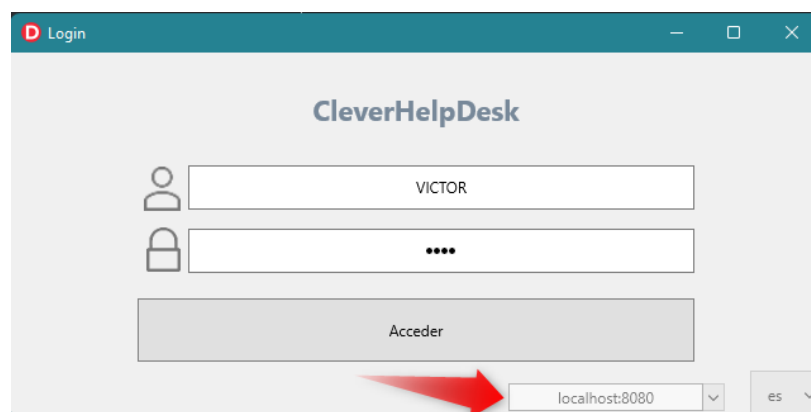 D Login
CleverHelpDesk
VICTOR
••••
Acceder
localhost:8080
es